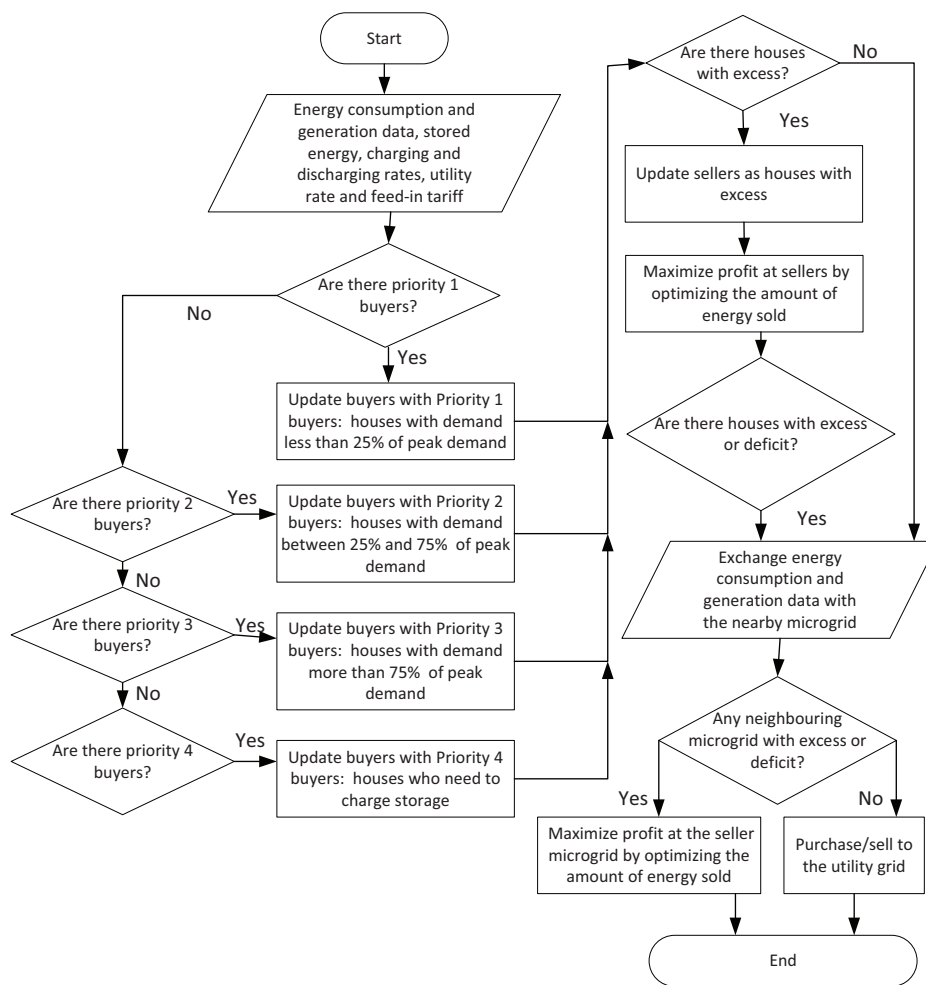 Start
Energy consumption and
generation data, stored
energy, charging and
discharging rates, utility
rate and feed-in tariff
Are there priority 1
buyers?
No
Yes
Update buyers with Priority 1
buyers:  houses with demand
less than 25% of peak demand
Are there priority 2
buyers?
Yes
Update buyers with Priority 2
buyers:  houses with demand
between 25% and 75%  of peak
demand
No
Are there priority 3
buyers?
Yes
Update buyers with Priority 3
buyers:  houses with demand
more than 75%  of peak
demand
No
Are there priority 4
buyers?
Yes
Update buyers with Priority 4
buyers:  houses who need to
charge storage
Are there houses
with excess?
No
Yes
Update sellers as houses with
excess
Maximize profit at sellers by
optimizing the amount of
energy sold
Are there houses with excess
or deficit?
Yes
Exchange energy
consumption and
generation data with
the nearby microgrid
Any neighbouring
microgrid with excess or
deficit?
Yes
No
Maximize profit at the seller
microgrid by optimizing the
amount of energy sold
Purchase/sell to
the utility grid
End